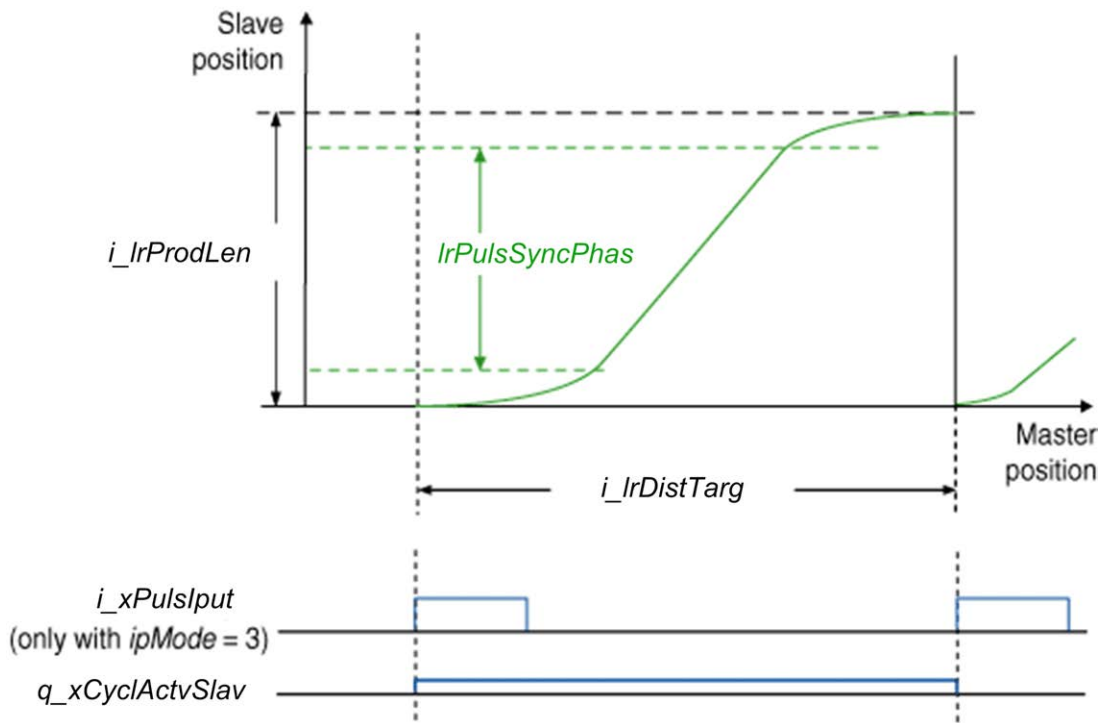 Slave
position
i_lrProdLen
lrPulsSyncPhas
Master
position
i_lrDistTarg
i_xPulsIput
(only with ipMode = 3)
q_xCyclActvSlav